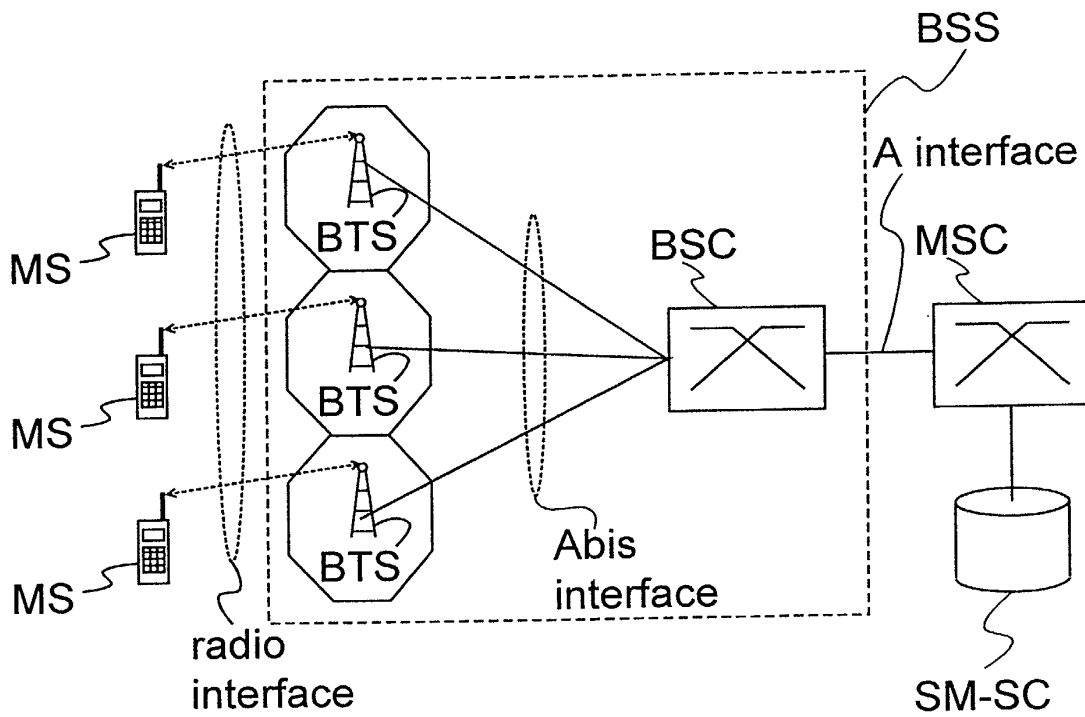 BSS
A interface
BSC
MSC
MS
BTS
MS
BTS
MS
BTS
Abis
interface
radio
interface
SM-SC